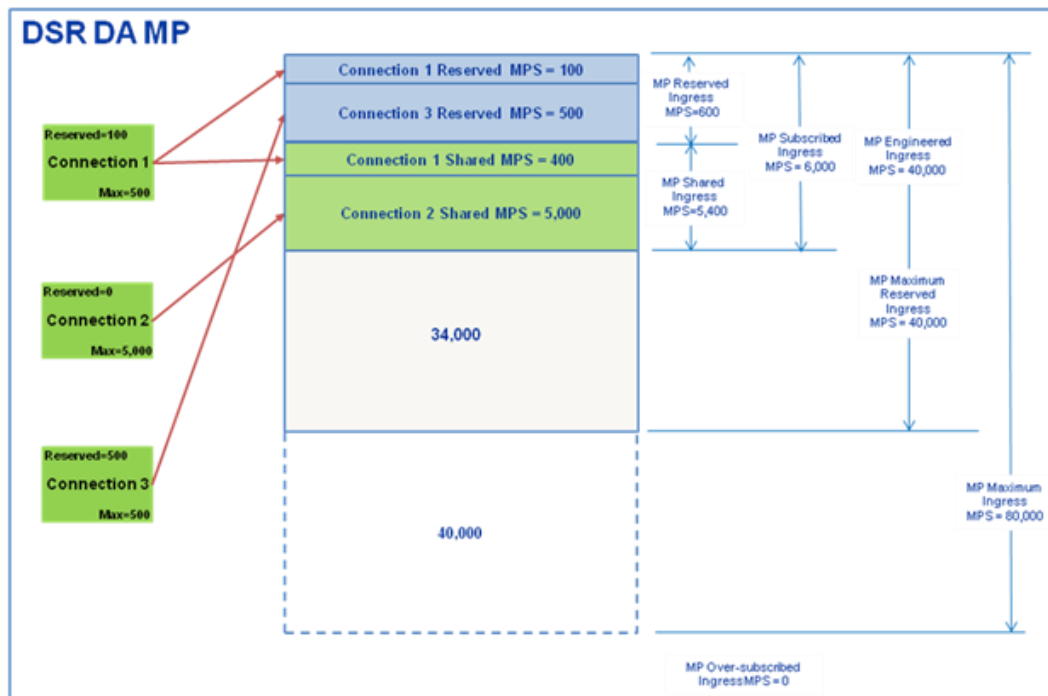 DSR DA MP
Connection 1 Reserved MPS = 100
Connection 3 Reserved MPS = 500
Connection 1 Shared MPS = 400
Connection 2 Shared MPS = 5,000
34,000
40,000
Reserved=100
Connection 1
Max=500
Reserved=0
Connection 2
Max=5,000
Reserved=500
Connection 3
Max=500
MP Reserved
Ingress
MPS=600
MP Shared
Ingress
MPS=5,400
MP Subscribed
Ingress
MPS = 6,000
MP Engineered
Ingress
MPS = 40,000
MP Maximum
Reserved
Ingress
MPS = 40,000
MP Maximum
Ingress
MPS = 80,000
MP Over-subscribed
IngressMPS = 0